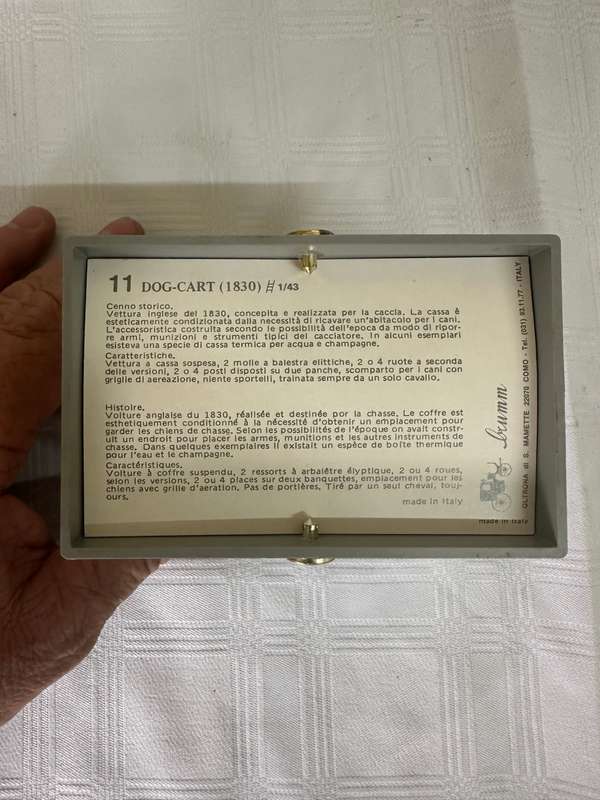 11 DOG-CART (1830) # 1/43
Cenno storico.
Vettura inglese del 1830, concepita e realizzata per la caccia. La cassa è
esteticamente condizionata dalla necessità di ricavare un'abitacolo per i cani.
L'accessoristica costruita secondo le possibilità dell'epoca da modo di ripor-
re armi, munizioni e strumenti tipici del cacciatore. In alcuni esemplari
esisteva una specie di cassa termica per acqua e champagne.
Caratteristiche.
Vettura a cassa sospesa, 2 molle a balestra elittiche, 2 o 4 ruote a seconda
delle versioni, 2 o 4 posti disposti su due panche, scomparto per i cani con
griglie di aereazione, niente sportelli, trainata sempre da un solo cavallo.
Histoire.
Voiture anglaise du 1830, réalisée et destinée por la chasse. Le coffre est
esthetiquement conditionné à la nécessité d'obtenir un emplacement pour
garder les chiens de chasse. Selon les possibilités de l'époque on avait constr-
uit un endroit pour placer les armes, munitions et les autres instruments de
chasse. Dans quelques exemplaires il existait un espèce de boîte thermique
pour l'eau et le champagne.
Caractéristiques.
Voiture à coffre suspendu, 2 ressorts à arbalètre élyptique, 2 ou 4 roues,
selon les versions, 2 ou 4 places sur deux banquettes, emplacement pour les
chiens avec grille d'aeration. Pas de portières. Tiré par un seul cheval, touj-
ours.
made in Italy
Brumm
OLTRONA di S. MAMETTE 22070 COMO - Tel. (031) 93.11.77 - ITALY
made in Italy